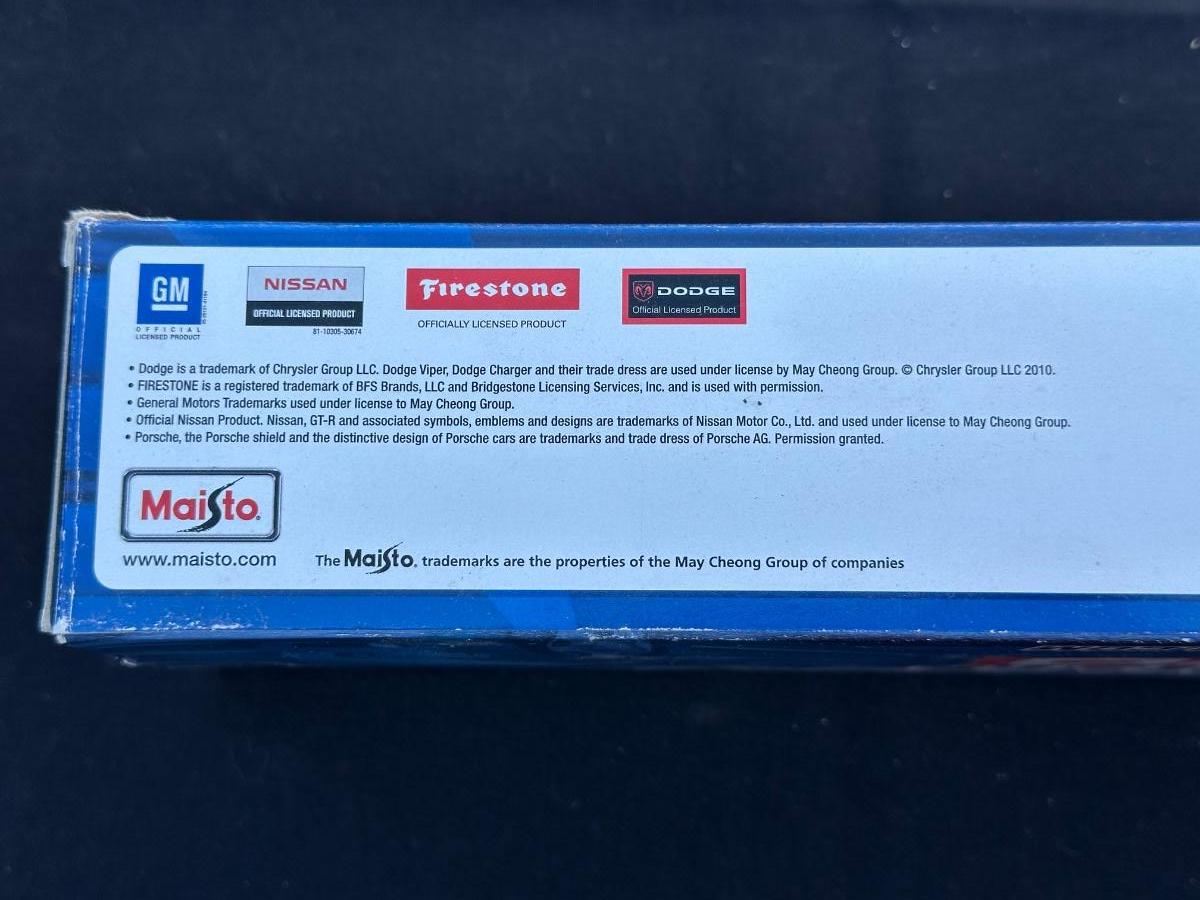 GM
OFFICIAL
LICENSED PRODUCT
NISSAN
OFFICIAL LICENSED PRODUCT
81-10305-30674
Firestone
OFFICIALLY LICENSED PRODUCT
DODGE
Official Licensed Product
• Dodge is a trademark of Chrysler Group LLC. Dodge Viper, Dodge Charger and their trade dress are used under license by May Cheong Group. © Chrysler Group LLC 2010.
• FIRESTONE is a registered trademark of BFS Brands, LLC and Bridgestone Licensing Services, Inc. and is used with permission.
• General Motors Trademarks used under license to May Cheong Group.
• Official Nissan Product. Nissan, GT-R and associated symbols, emblems and designs are trademarks of Nissan Motor Co., Ltd. and used under license to May Cheong Group.
• Porsche, the Porsche shield and the distinctive design of Porsche cars are trademarks and trade dress of Porsche AG. Permission granted.
Maisto®
www.maisto.com
The Maisto® trademarks are the properties of the May Cheong Group of companies